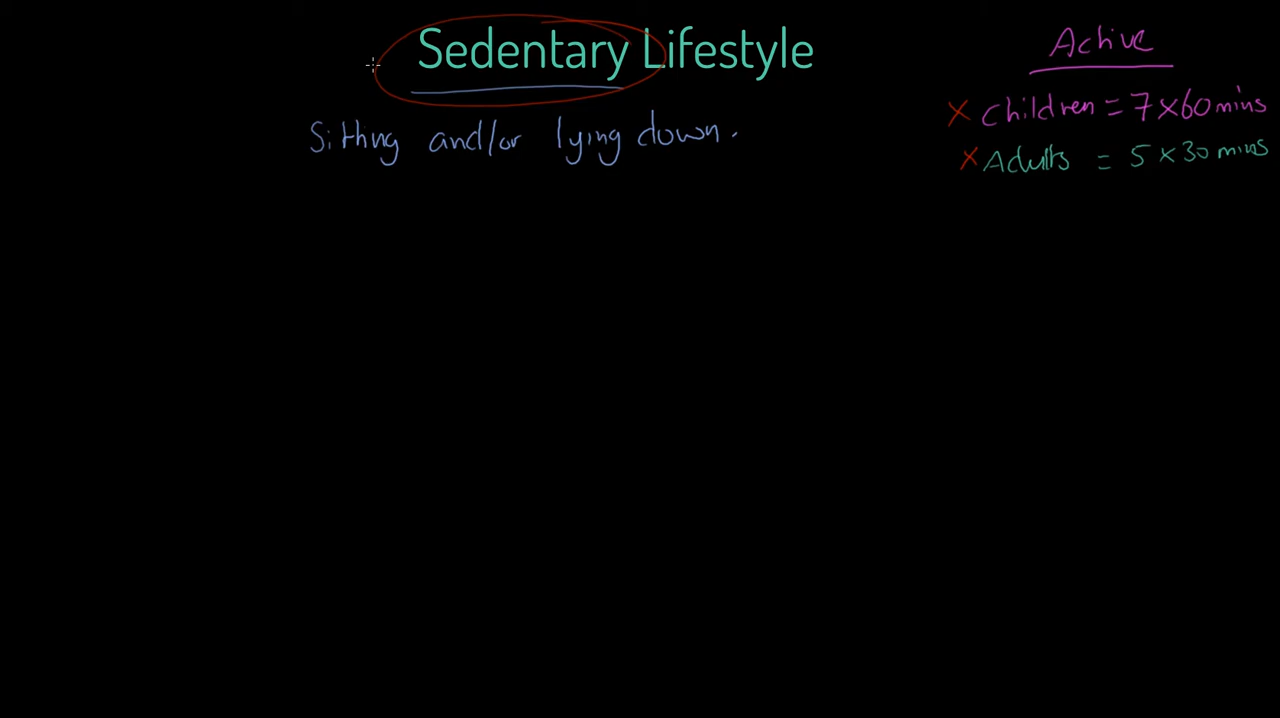 Sedentary Lifestyle
Sitting and/or lying down.
Active
X Children = 7 x 60 mins
X Adults = 5 x 30 mins